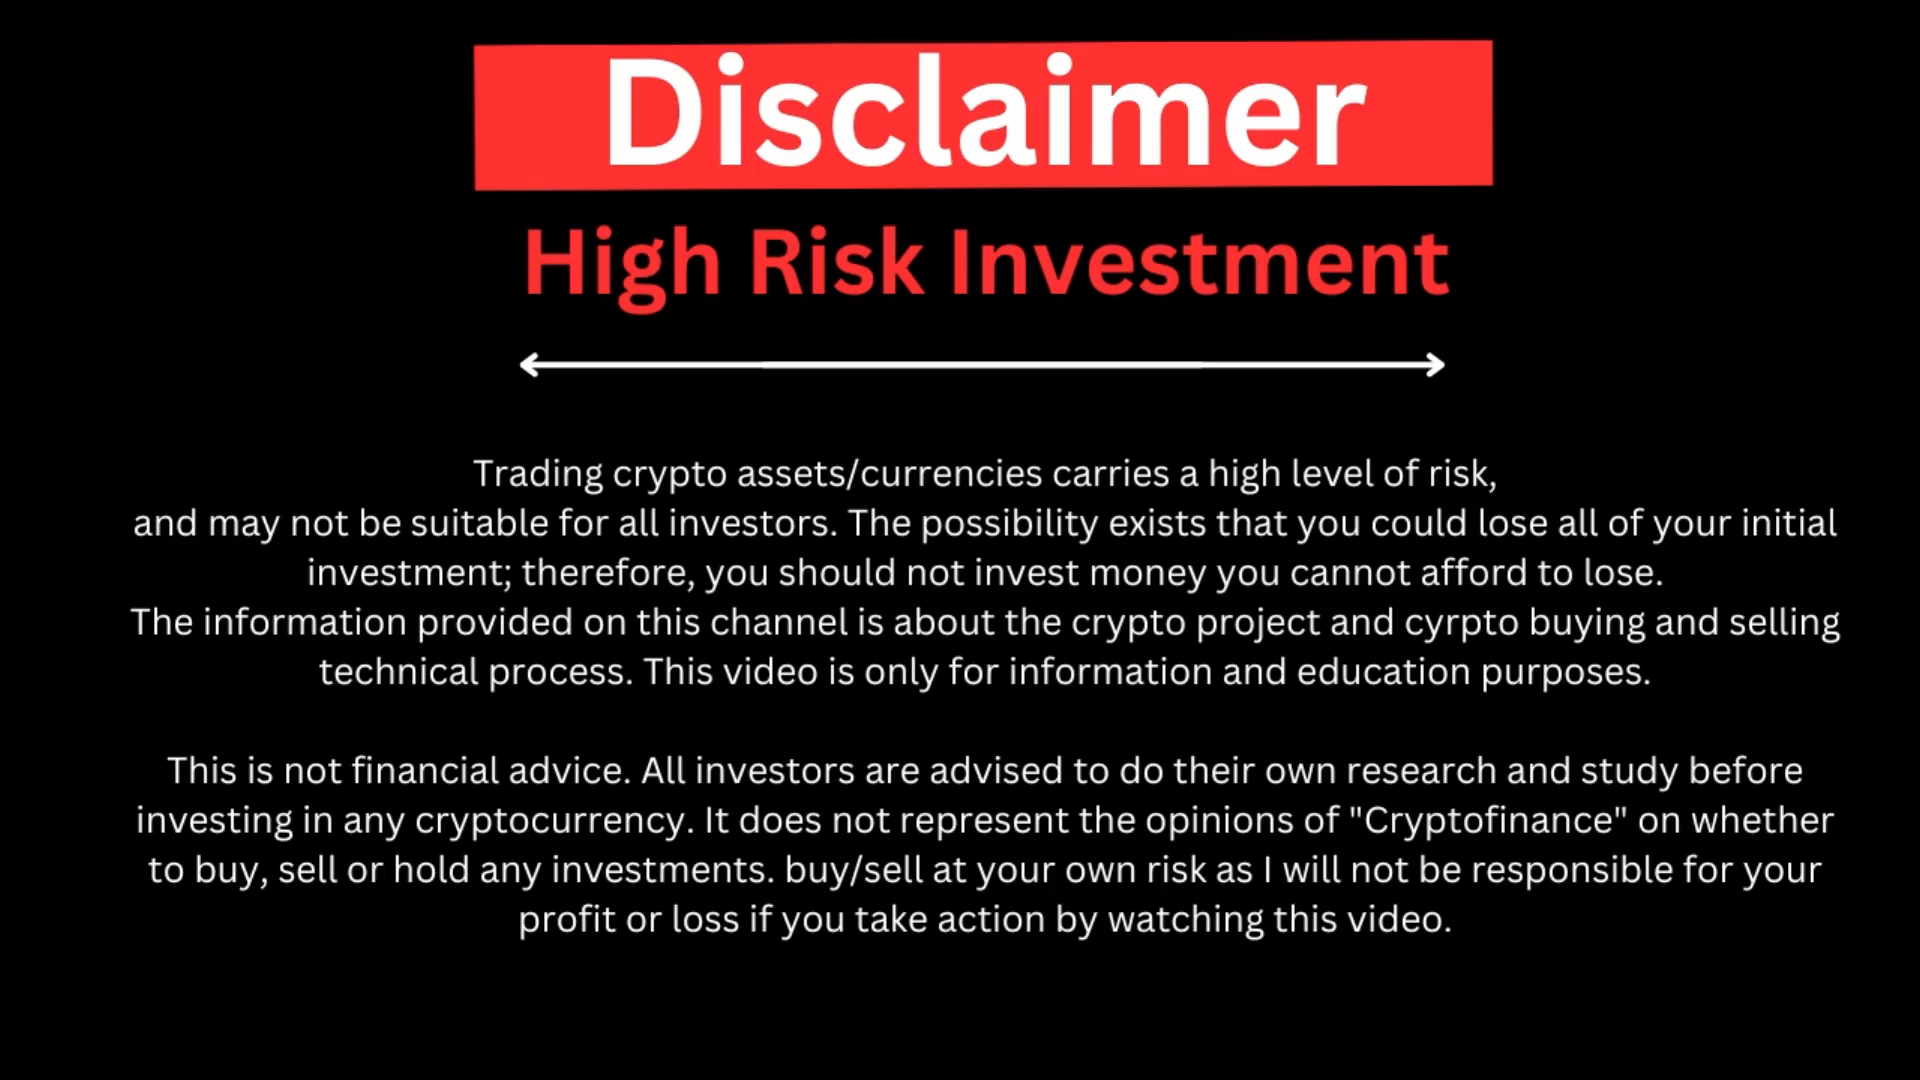 Disclaimer
High Risk Investment
Trading crypto assets/currencies carries a high level of risk,
and may not be suitable for all investors. The possibility exists that you could lose all of your initial
investment; therefore, you should not invest money you cannot afford to lose.
The information provided on this channel is about the crypto project and cyrpto buying and selling
technical process. This video is only for information and education purposes.
This is not financial advice. All investors are advised to do their own research and study before
investing in any cryptocurrency. It does not represent the opinions of "Cryptofinance" on whether
to buy, sell or hold any investments. buy/sell at your own risk as I will not be responsible for your
profit or loss if you take action by watching this video.